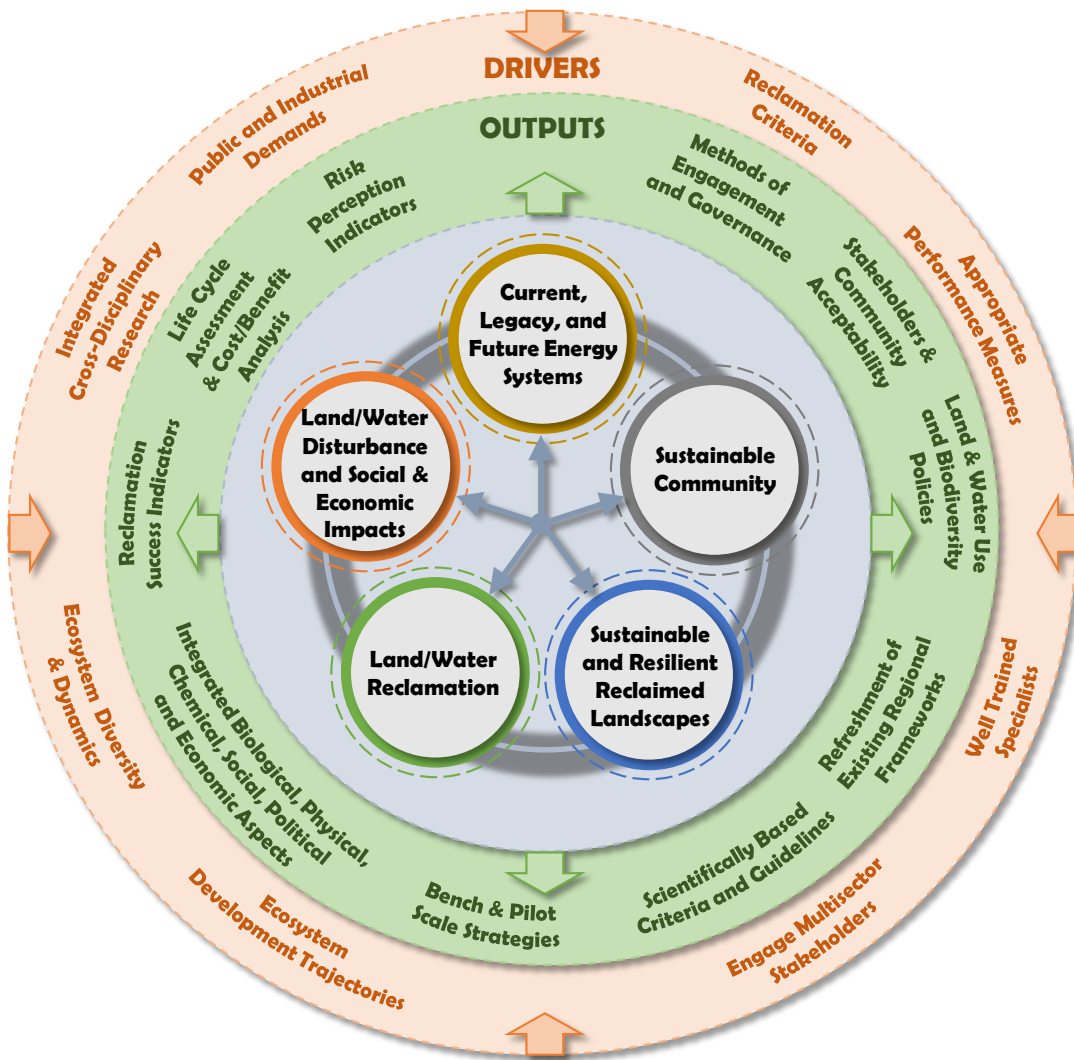 DRIVERS
Public and Industrial
Demands
Reclamation
Criteria
Appropriate
Performance Measures
Well Trained
Specialists
Engage Multisector
Stakeholders
Ecosystem
Development Trajectories
Ecosystem Diversity
& Dynamics
Integrated
Cross-Disciplinary
Research
OUTPUTS
Risk
Perception
Indicators
Methods of
Engagement
and Governance
Stakeholders &
Community
Acceptability
Land & Water Use
and Biodiversity
Policies
Refreshment of
Existing Regional
Frameworks
Scientifically Based
Criteria and Guidelines
Bench & Pilot
Scale Strategies
Integrated Biological, Physical,
Chemical, Social, Political
and Economic Aspects
Reclamation
Success Indicators
Life Cycle
Assessment
& Cost/Benefit
Analysis
Current,
Legacy, and
Future Energy
Systems
Sustainable
Community
Sustainable
and Resilient
Reclaimed
Landscapes
Land/Water
Reclamation
Land/Water
Disturbance
and Social &
Economic
Impacts